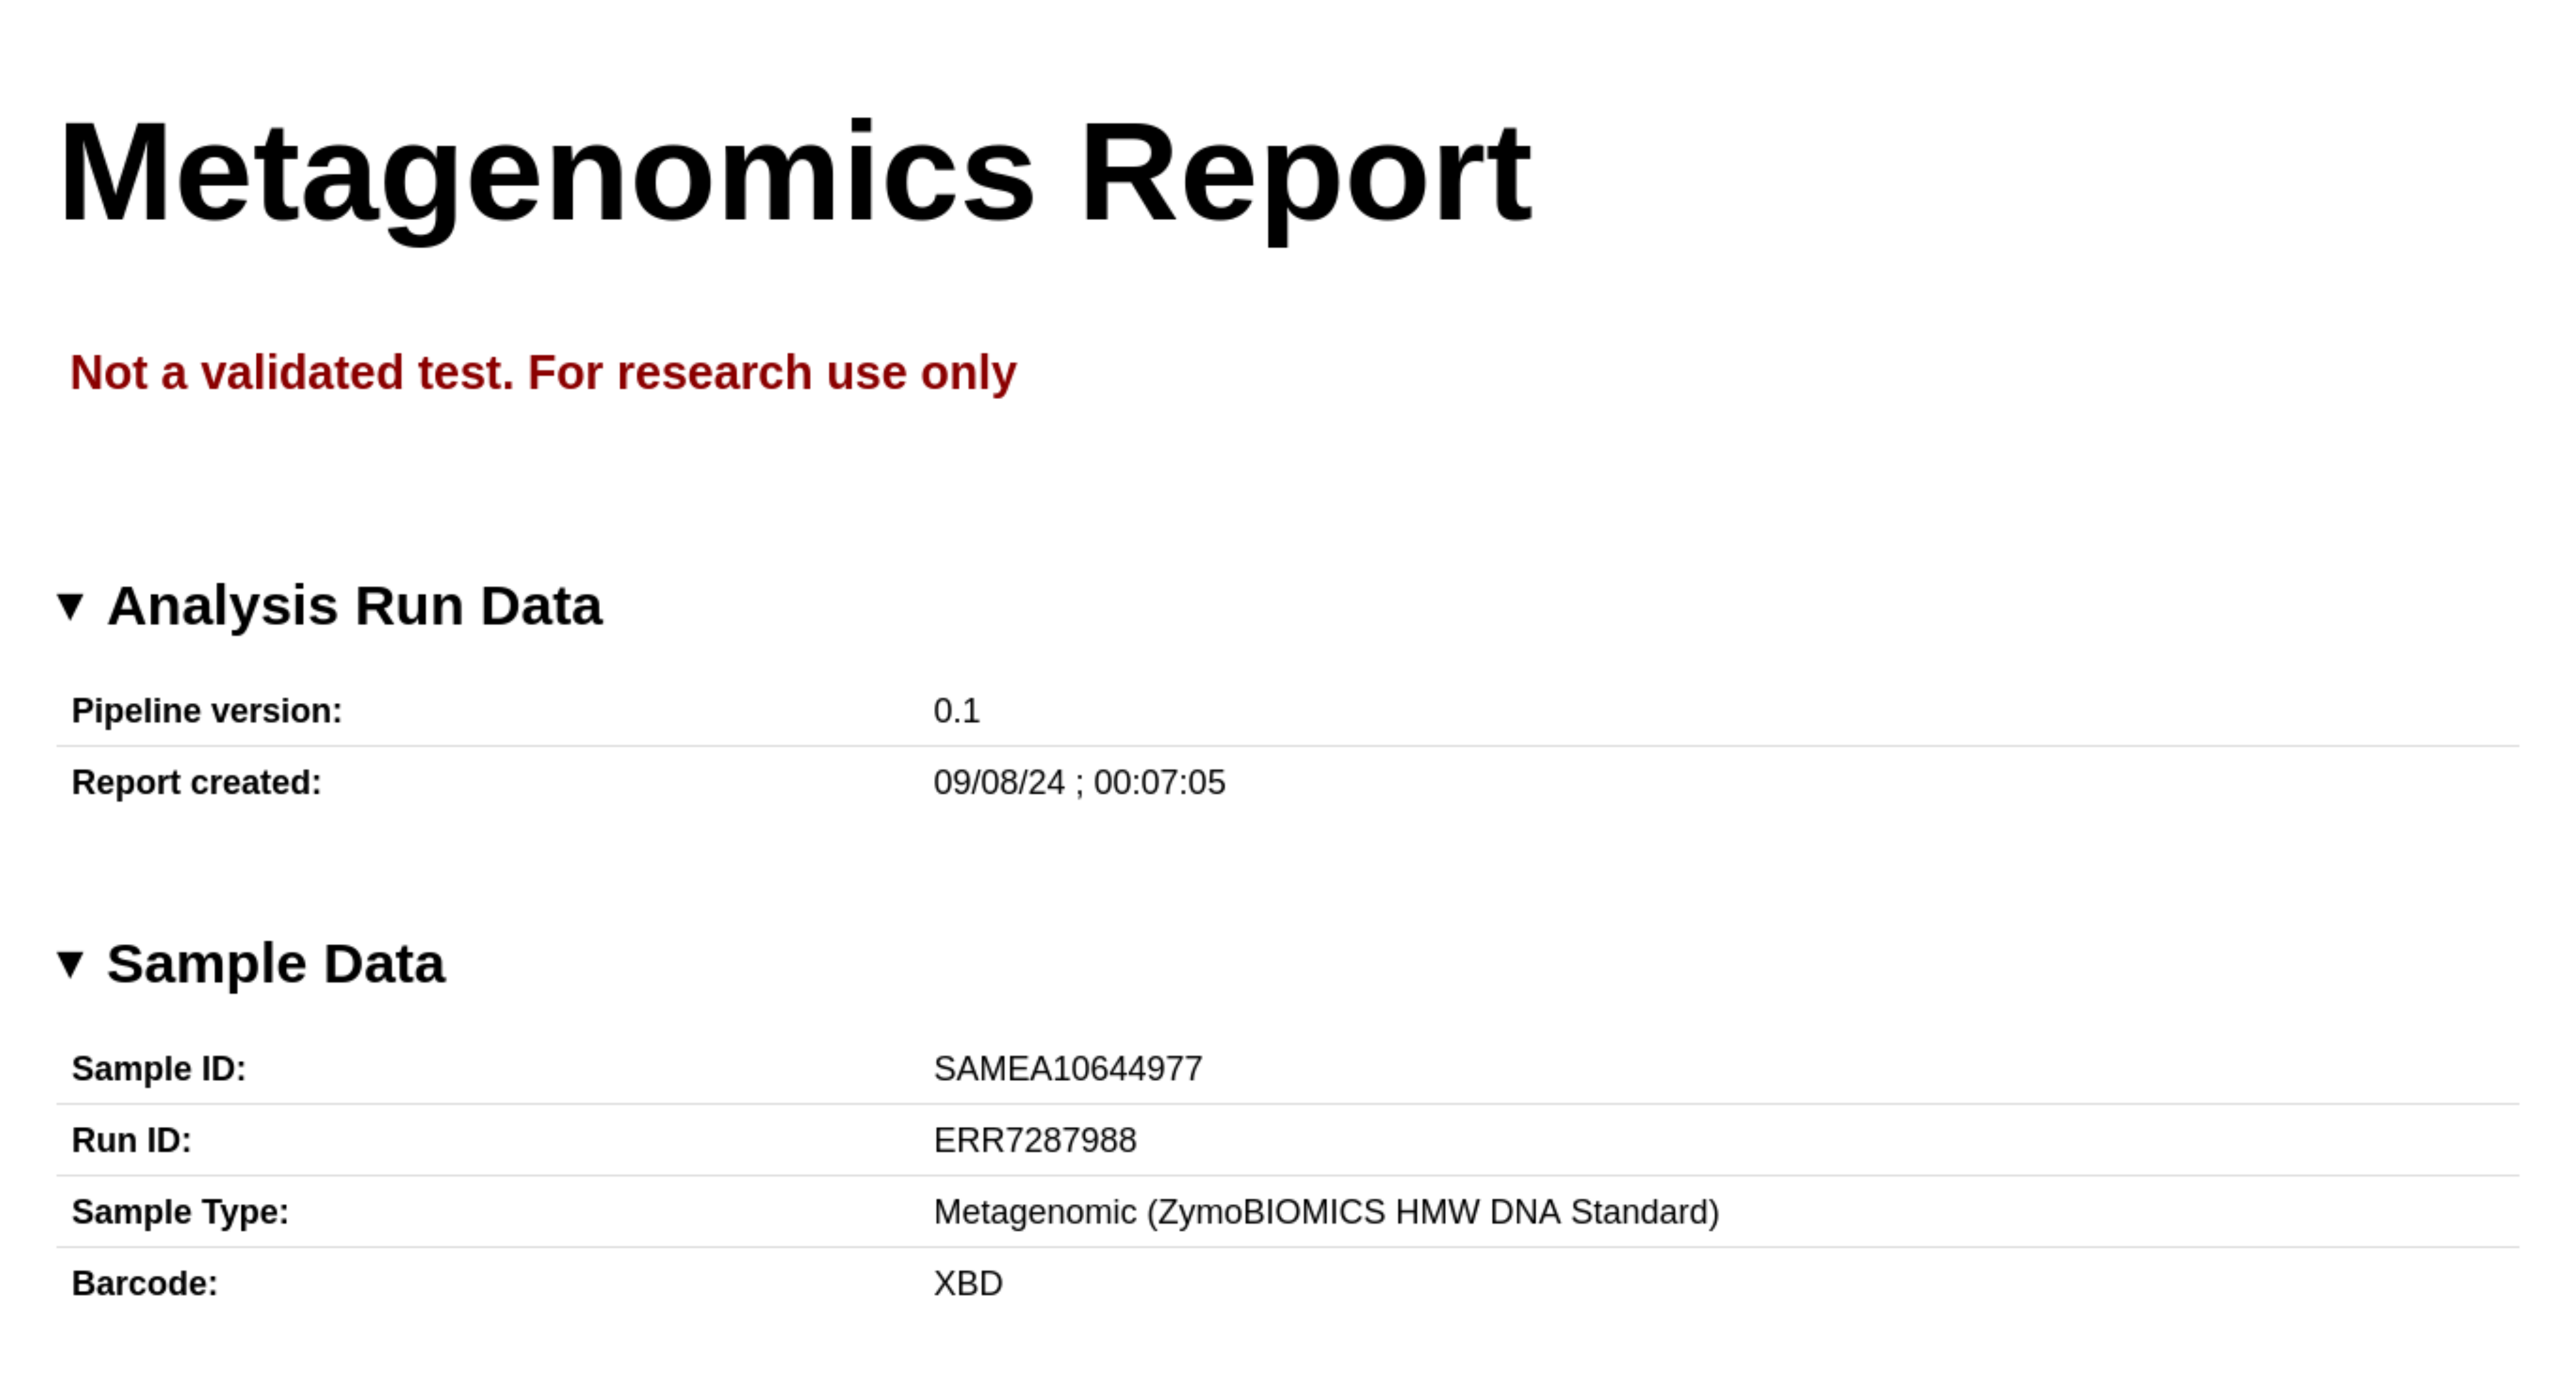 Metagenomics Report
Not a validated test. For research use only
▼ Analysis Run Data
Pipeline version: 0.1
Report created: 09/08/24 ; 00:07:05
▼ Sample Data
Sample ID: SAMEA10644977
Run ID: ERR7287988
Sample Type: Metagenomic (ZymoBIOMICS HMW DNA Standard)
Barcode: XBD